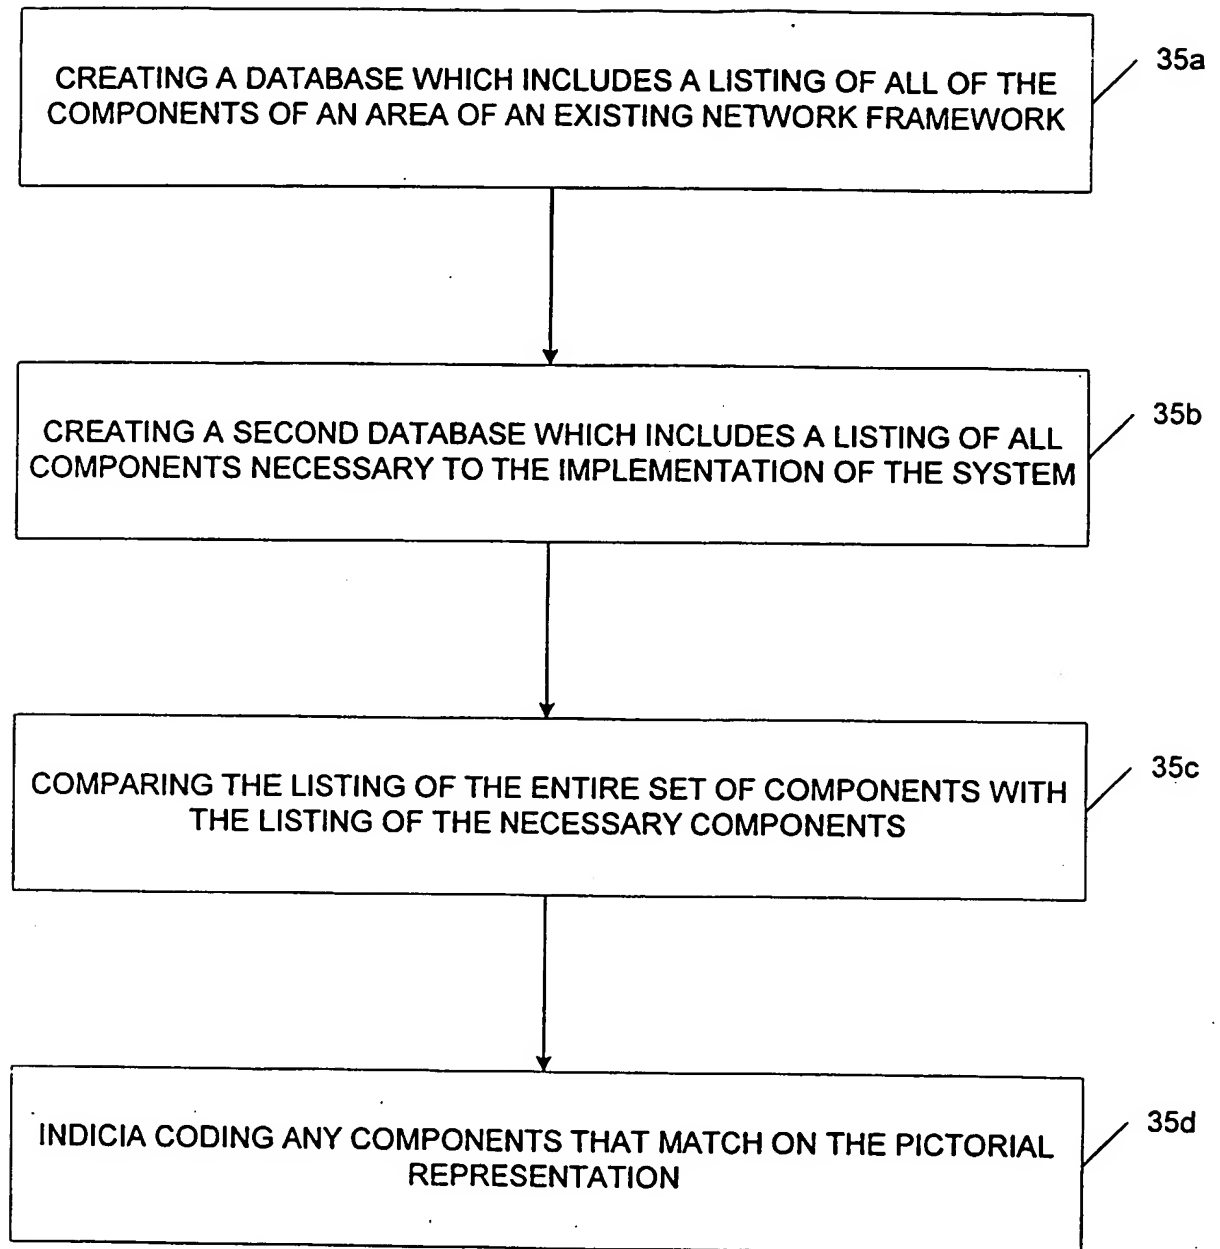 CREATING A DATABASE WHICH INCLUDES A LISTING OF ALL OF THE
COMPONENTS OF AN AREA OF AN EXISTING NETWORK FRAMEWORK
35a
CREATING A SECOND DATABASE WHICH INCLUDES A LISTING OF ALL
COMPONENTS NECESSARY TO THE IMPLEMENTATION OF THE SYSTEM
35b
COMPARING THE LISTING OF THE ENTIRE SET OF COMPONENTS WITH
THE LISTING OF THE NECESSARY COMPONENTS
35c
INDICIA CODING ANY COMPONENTS THAT MATCH ON THE PICTORIAL
REPRESENTATION
35d